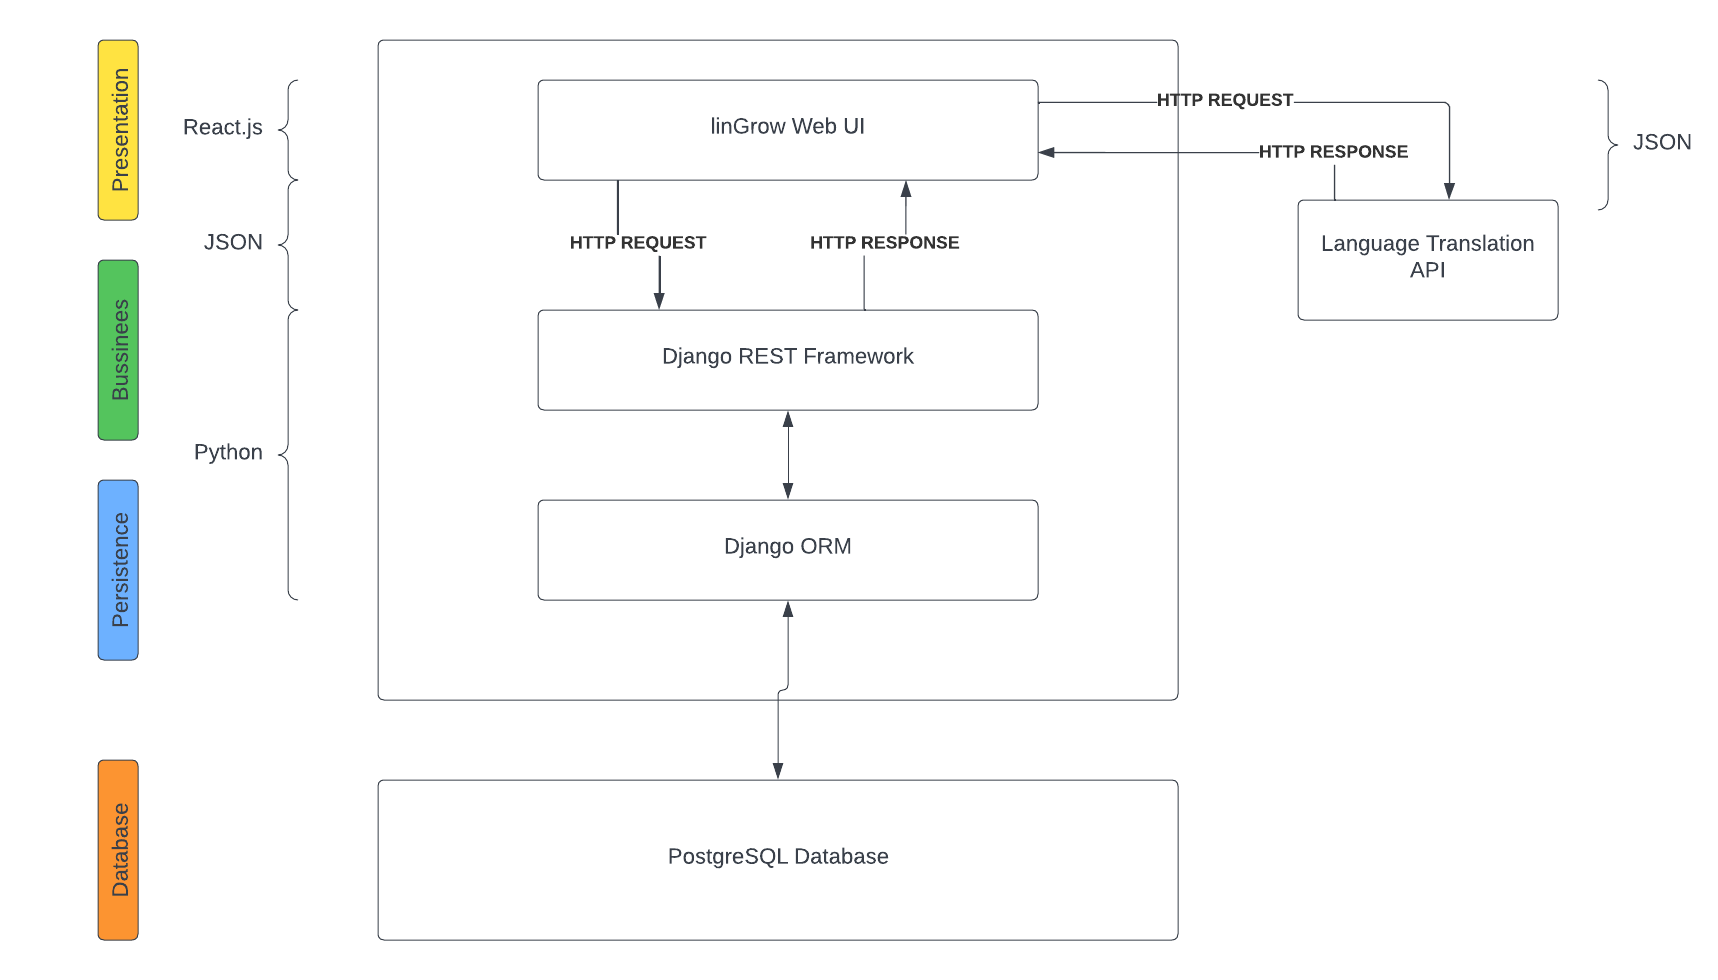 Presentation
React.js
linGrow Web UI
HTTP REQUEST
HTTP RESPONSE
JSON
JSON
HTTP REQUEST
HTTP RESPONSE
Language Translation
API
Bussinees
Django REST Framework
Python
Persistence
Django ORM
Database
PostgreSQL Database